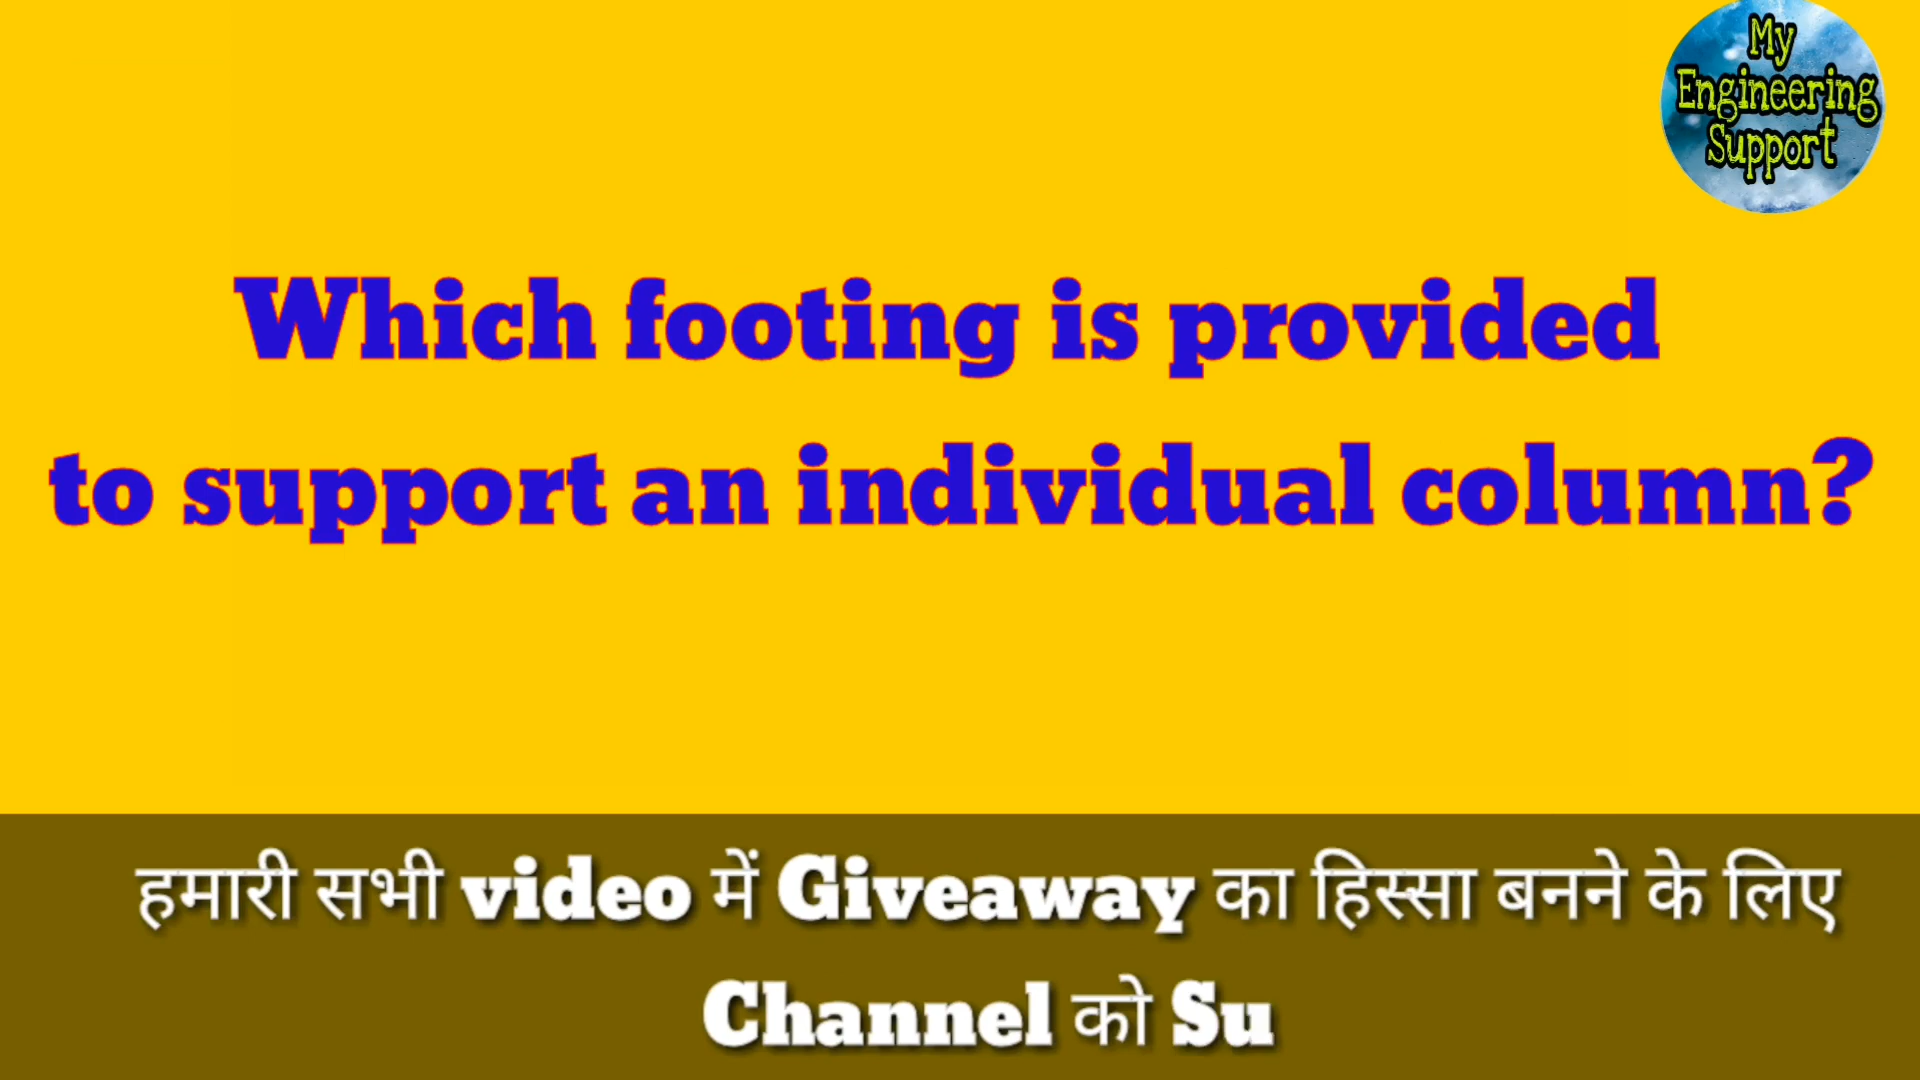 My
Engineering
Support
Which footing is provided
to support an individual column?
हमारी सभी video में Giveaway का हिस्सा बनने के लिए
Channel को Su